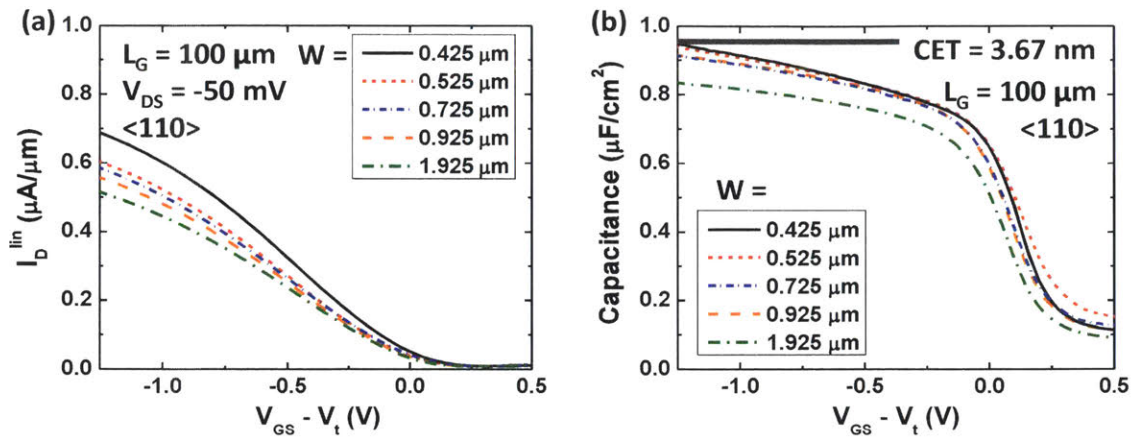 (a)
1.0
0.8
0.6
0.4
0.2
0.0
I_D^lin (μA/μm)
L_G = 100 μm
V_DS = -50 mV
<110>
W =
0.425 μm
0.525 μm
0.725 μm
0.925 μm
1.925 μm
-1.0 -0.5 0.0 0.5
V_GS - V_t (V)
(b)
1.0
0.8
0.6
0.4
0.2
0.0
Capacitance (μF/cm²)
CET = 3.67 nm
L_G = 100 μm
<110>
W =
0.425 μm
0.525 μm
0.725 μm
0.925 μm
1.925 μm
-1.0 -0.5 0.0 0.5
V_GS - V_t (V)